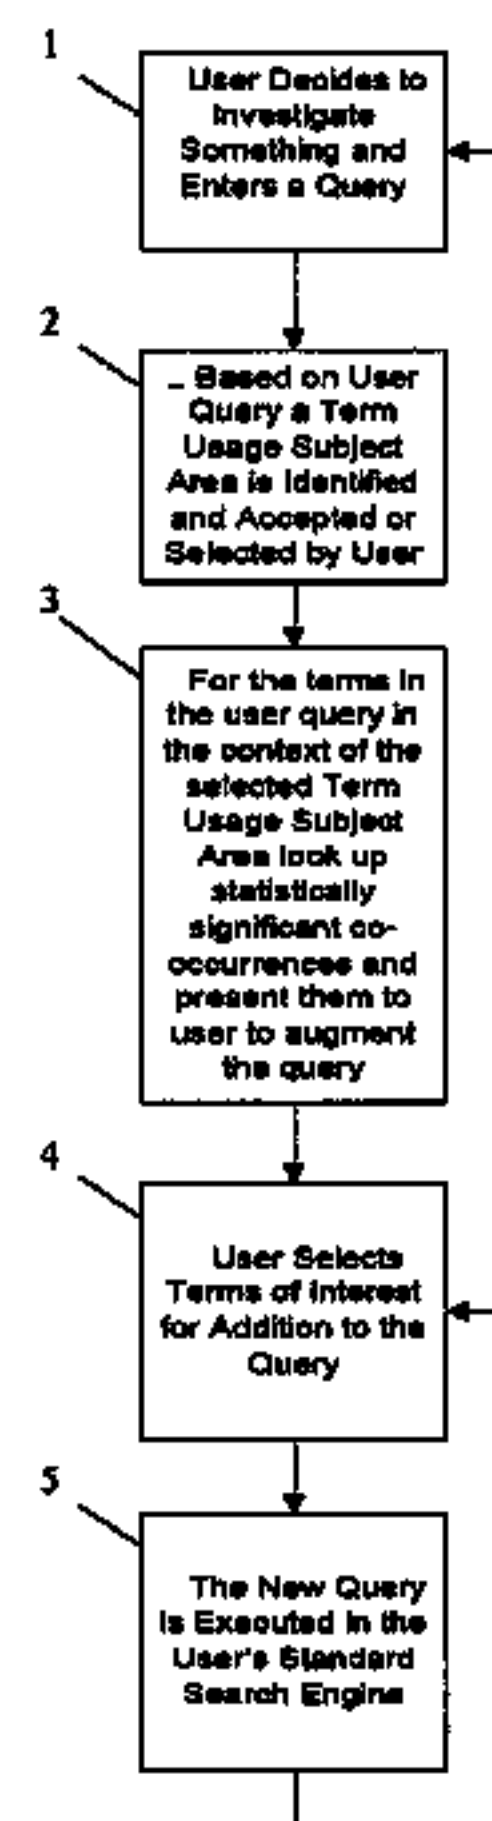 1
User Decides to
Investigate
Something and
Enters a Query
2
Based on User
Query a Term
Usage Subject
Area is Identified
and Accepted or
Selected by User
3
For the terms in
the user query in
the context of the
selected Term
Usage Subject
Area look up
statistically
significant co-
occurrences and
present them to
user to augment
the query
4
User Selects
Terms of Interest
for Addition to the
Query
5
The New Query
is Executed in the
User's Standard
Search Engine